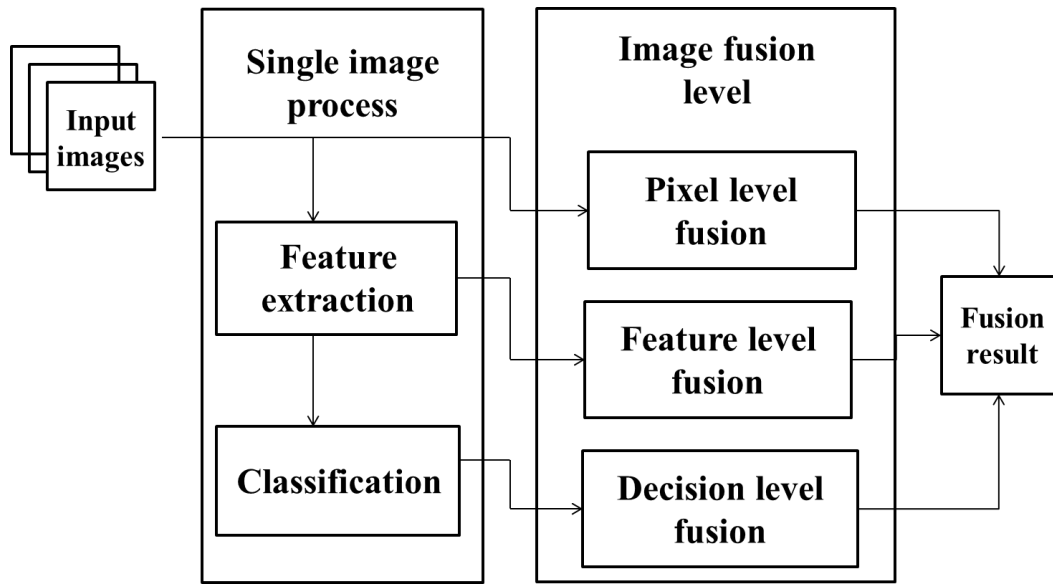 Input
images
Single image
process
Feature
extraction
Classification
Image fusion
level
Pixel level
fusion
Feature level
fusion
Decision level
fusion
Fusion
result